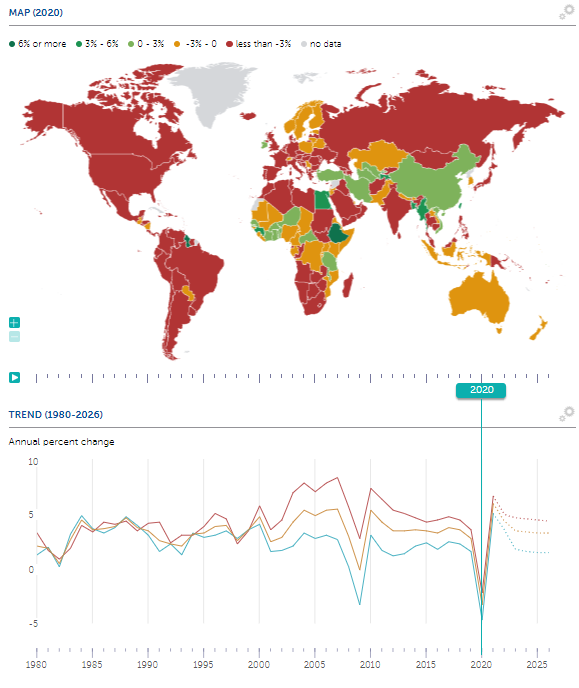 MAP (2020)
6% or more 3% - 6% 0 - 3% -3% - 0 less than -3% no data
+
−
2020
TREND (1980-2026)
Annual percent change
10
5
0
-5
1980 1985 1990 1995 2000 2005 2010 2015 2020 2025